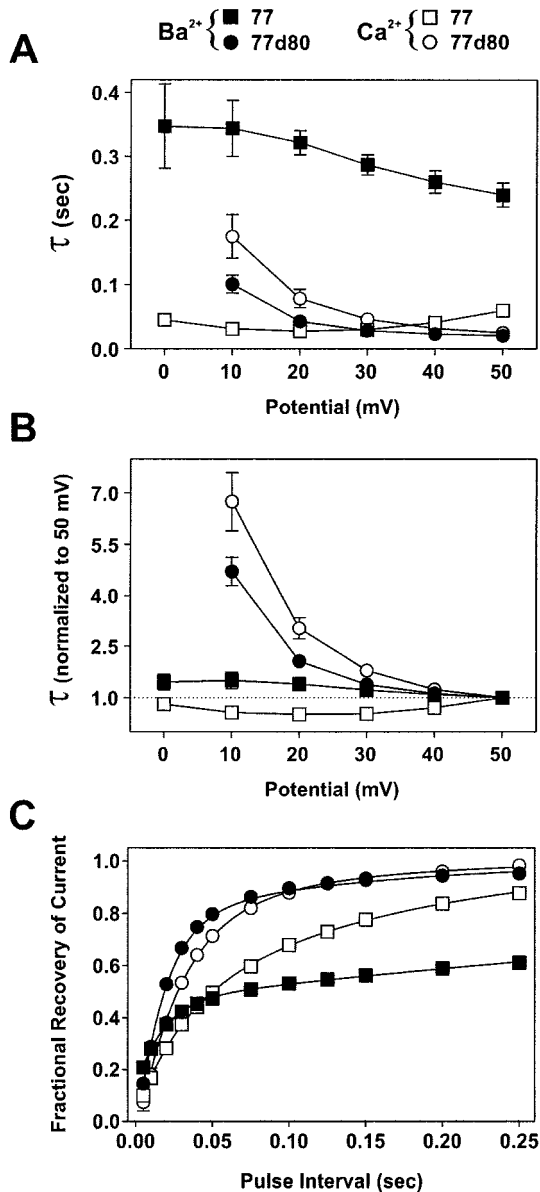 Ba2+ { 77 Ca2+ { 77
77d80 77d80
A
0.4
0.3
0.2
0.1
0.0
τ (sec)
0 10 20 30 40 50
Potential (mV)
B
7.0
5.5
4.0
2.5
1.0
τ (normalized to 50 mV)
0 10 20 30 40 50
Potential (mV)
C
1.0
0.8
0.6
0.4
0.2
0.0
Fractional Recovery of Current
0.00 0.05 0.10 0.15 0.20 0.25
Pulse Interval (sec)